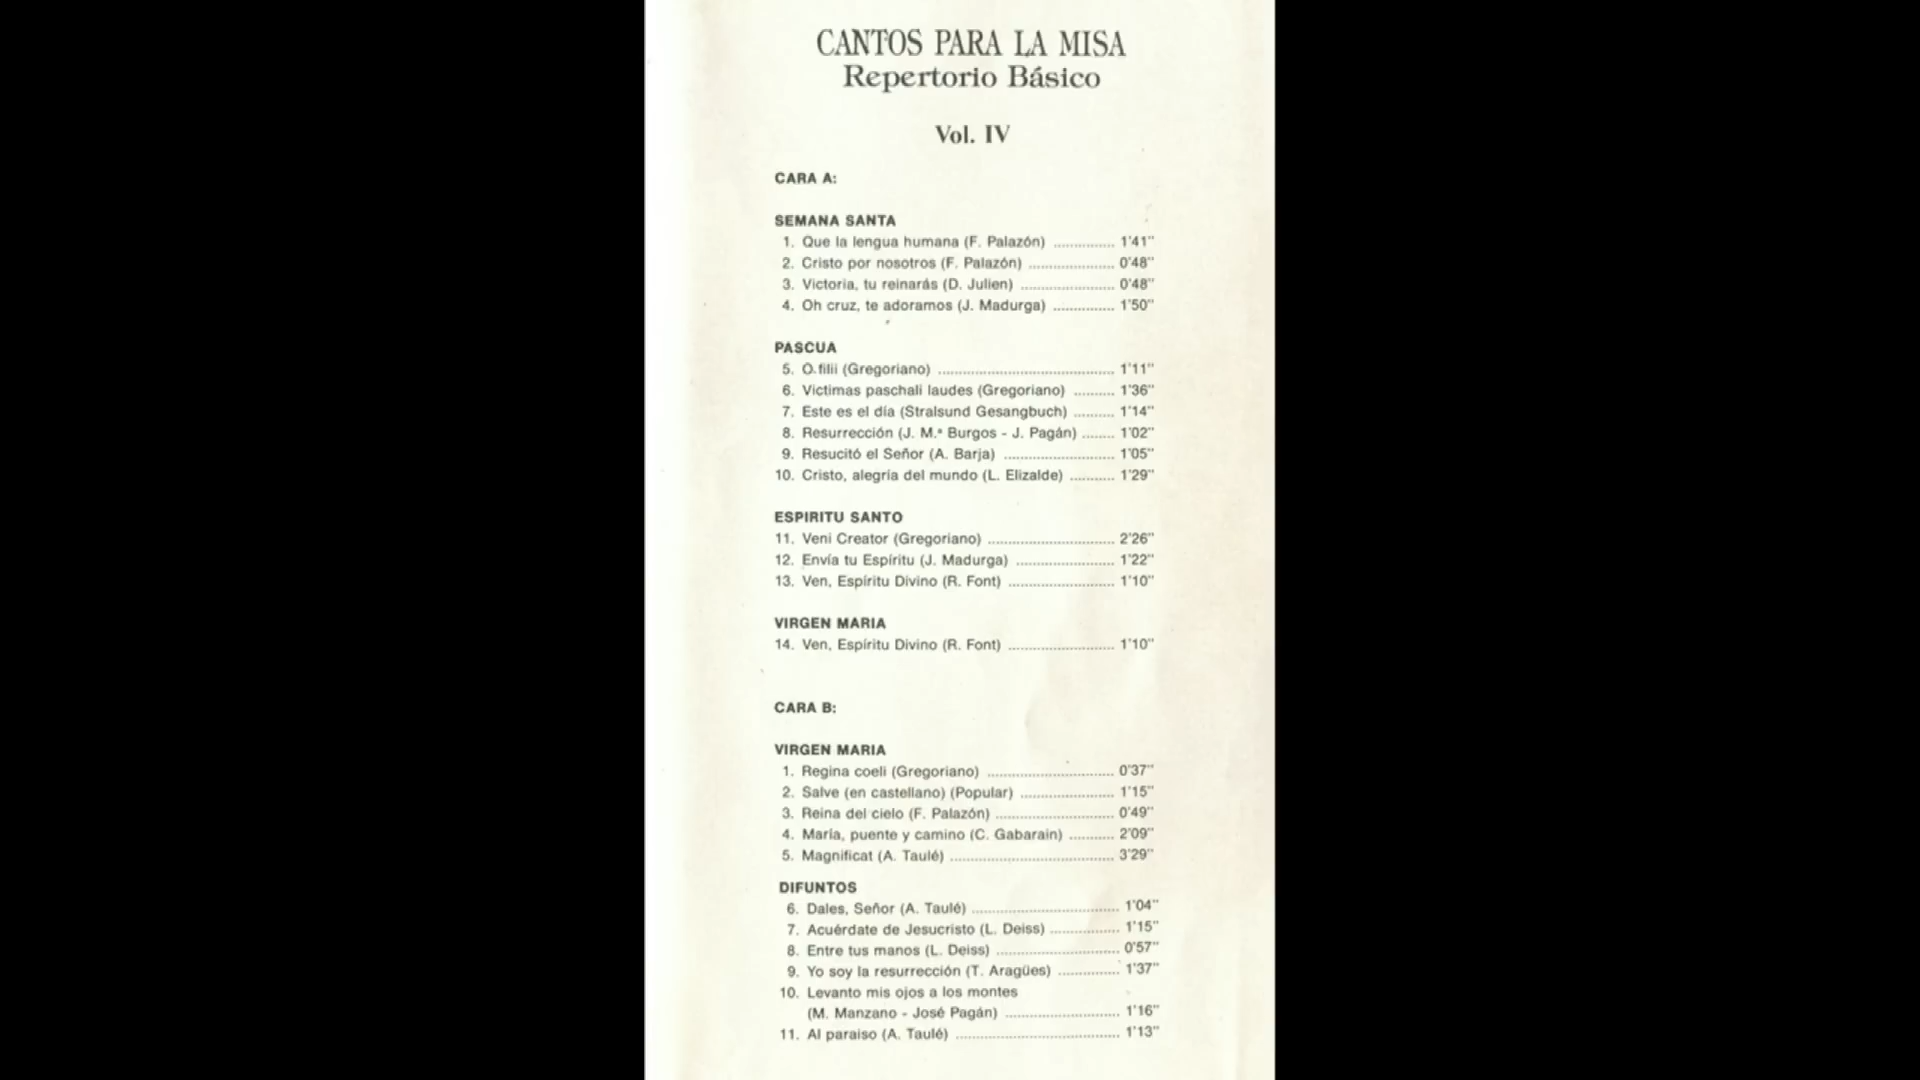 CANTOS PARA LA MISA
Repertorio Básico
Vol. IV
CARA A:
SEMANA SANTA
1. Que la lengua humana (F. Palazón) .............. 1'41"
2. Cristo por nosotros (F. Palazón) .................... 0'48"
3. Victoria, tu reinarás (D. Julien) ...................... 0'48"
4. Oh cruz, te adoramos (J. Madurga) .............. 1'50"
PASCUA
5. O filii (Gregoriano) .......................................... 1'11"
6. Victimas paschali laudes (Gregoriano) ......... 1'36"
7. Este es el día (Stralsund Gesangbuch) ......... 1'14"
8. Resurrección (J. M.ª Burgos - J. Pagán) ....... 1'02"
9. Resucitó el Señor (A. Barja) .......................... 1'05"
10. Cristo, alegría del mundo (L. Elizalde) .......... 1'29"
ESPIRITU SANTO
11. Veni Creator (Gregoriano) .............................. 2'26"
12. Envía tu Espíritu (J. Madurga) ....................... 1'22"
13. Ven, Espíritu Divino (R. Font) ......................... 1'10"
VIRGEN MARIA
14. Ven, Espíritu Divino (R. Font) ......................... 1'10"
CARA B:
VIRGEN MARIA
1. Regina coeli (Gregoriano) .............................. 0'37"
2. Salve (en castellano) (Popular) ...................... 1'15"
3. Reina del cielo (F. Palazón) ............................ 0'49"
4. María, puente y camino (C. Gabarain) .......... 2'09"
5. Magnificat (A. Taulé) ....................................... 3'29"
DIFUNTOS
6. Dales, Señor (A. Taulé) ................................... 1'04"
7. Acuérdate de Jesucristo (L. Deiss) ................ 1'15"
8. Entre tus manos (L. Deiss) ............................. 0'57"
9. Yo soy la resurrección (T. Aragües) .............. 1'37"
10. Levanto mis ojos a los montes
(M. Manzano - José Pagán) ........................... 1'16"
11. Al paraiso (A. Taulé) ....................................... 1'13"